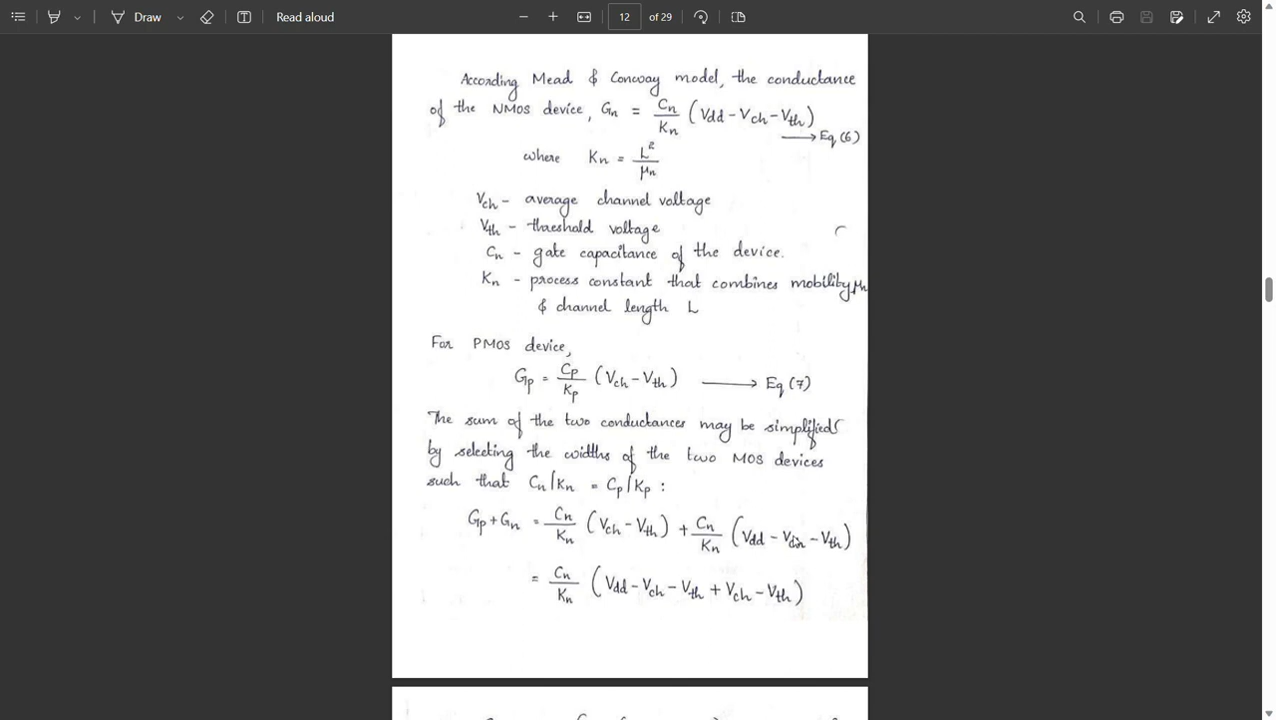 Draw
Read aloud
12 of 29
According Mead & Conway model, the conductance
of the NMOS device, Gn = Cn/Kn (Vdd - Vch - Vth)
→ Eq (6)
where Kn = L²/μn
Vch - average channel voltage
Vth - threshold voltage
Cn - gate capacitance of the device.
Kn - process constant that combines mobility μn
& channel length L
For PMOS device,
Gp = Cp/Kp (Vch - Vth) → Eq (7)
The sum of the two conductances may be simplified
by selecting the widths of the two MOS devices
such that Cn/Kn = Cp/Kp :
Gp + Gn = Cn/Kn (Vch - Vth) + Cn/Kn (Vdd - - Vth)
= Cn/Kn (Vdd - Vch - Vth + Vch - Vth)